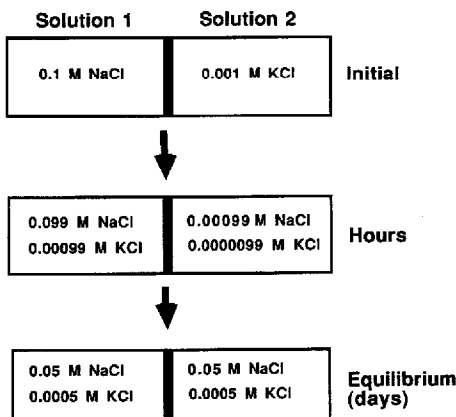 Solution 1 Solution 2
0.1 M NaCl 0.001 M KCl Initial
0.099 M NaCl 0.00099 M NaCl
0.00099 M KCl 0.0000099 M KCl
Hours
0.05 M NaCl 0.05 M NaCl
0.0005 M KCl 0.0005 M KCl
Equilibrium
(days)